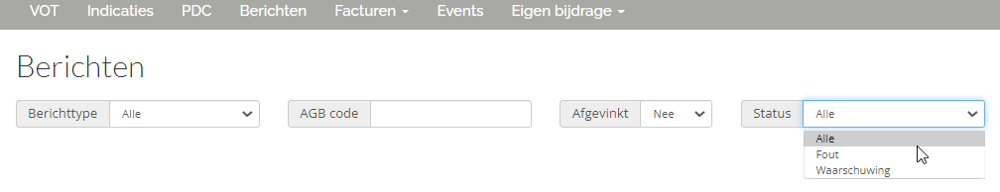 VOT Indicaties PDC Berichten Facturen Events Eigen bijdrage
Berichten
Berichttype Alle AGB code Afgevinkt Nee Status Alle
Alle
Fout
Waarschuwing